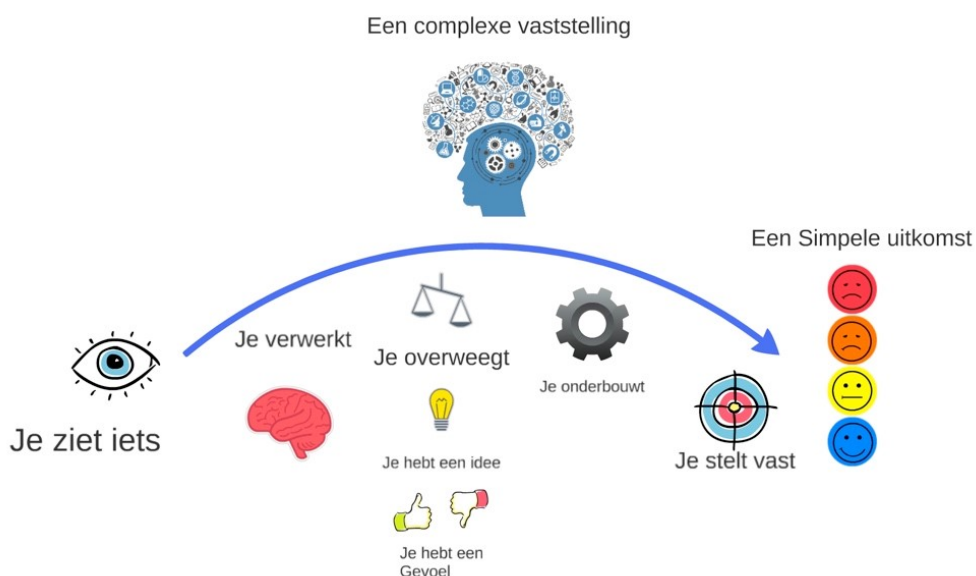 Een complexe vaststelling
Een Simpele uitkomst
Je verwerkt
Je overweegt
Je onderbouwt
Je ziet iets
Je hebt een idee
Je stelt vast
Je hebt een
Gevoel